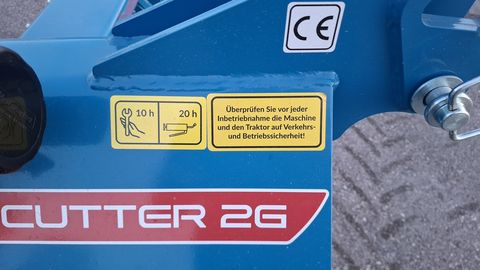 CE
10 h
20 h
Überprüfen Sie vor jeder
Inbetriebnahme die Maschine
und den Traktor auf Verkehrs-
und Betriebssicherheit!
CUTTER 2G